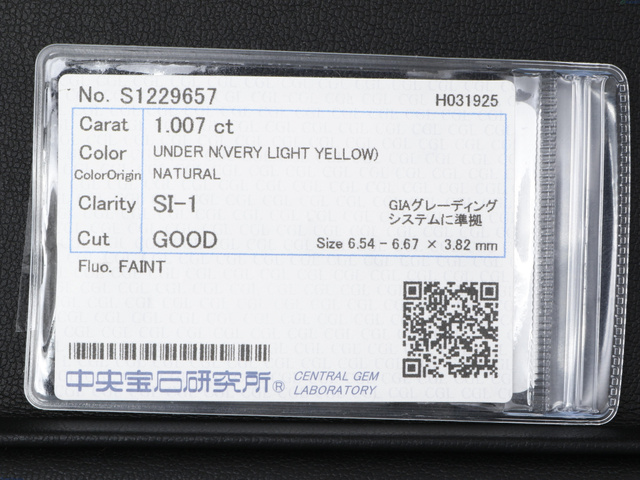 No. S1229657
H031925
Carat 1.007 ct
Color UNDER N(VERY LIGHT YELLOW)
ColorOrigin NATURAL
Clarity SI-1
GIAグレーディング
システムに準拠
Cut GOOD
Size 6.54 - 6.67 × 3.82 mm
Fluo. FAINT
中央宝石研究所®
CENTRAL GEM
LABORATORY